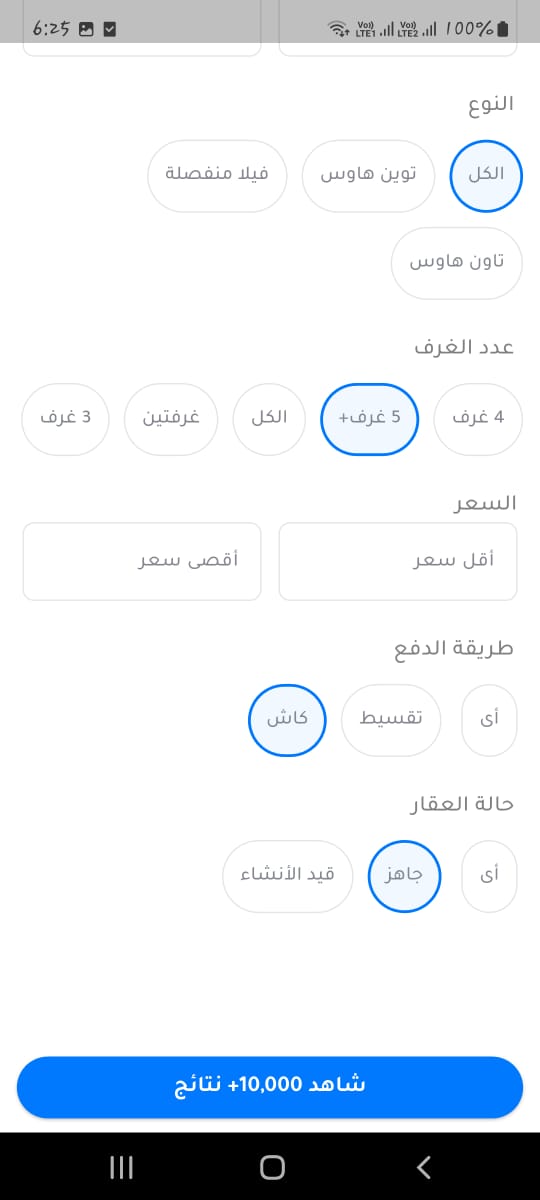 6:25 Vo)) LTE1 Vo)) LTE2 100%
النوع
الكل توين هاوس فيلا منفصلة
تاون هاوس
عدد الغرف
4 غرف 5 غرف+ الكل غرفتين 3 غرف
السعر
أقل سعر أقصى سعر
طريقة الدفع
أى تقسيط كاش
حالة العقار
أى جاهز قيد الأنشاء
شاهد 10,000+ نتائج